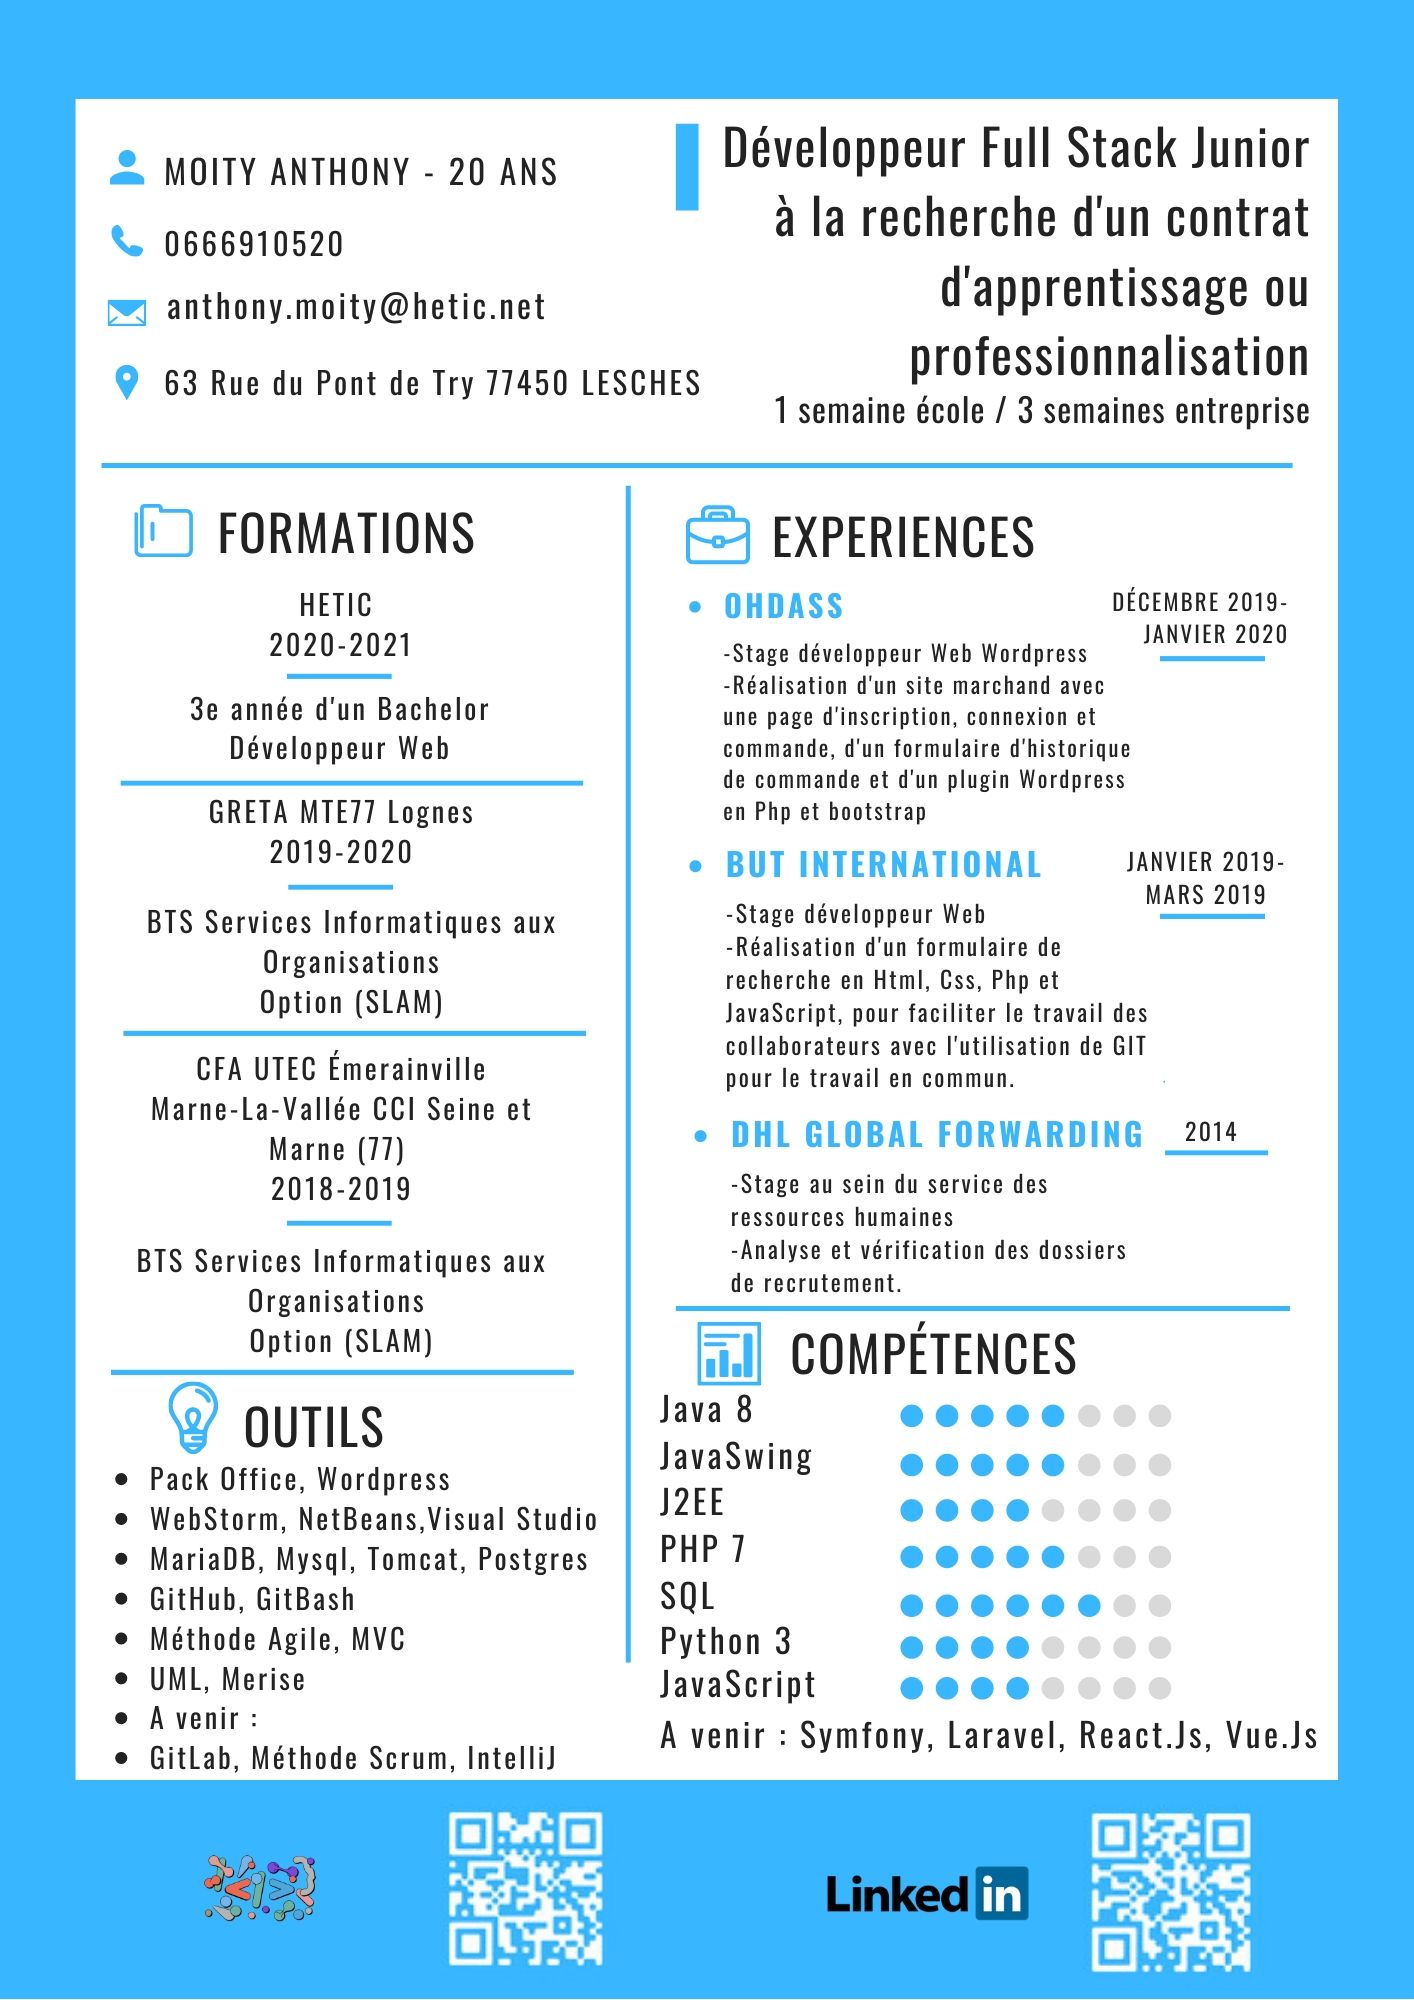 MOITY ANTHONY - 20 ANS
0666910520
anthony.moity@hetic.net
63 Rue du Pont de Try 77450 LESCHES
Développeur Full Stack Junior
à la recherche d'un contrat
d'apprentissage ou
professionnalisation
1 semaine école / 3 semaines entreprise
FORMATIONS
HETIC
2020-2021
3e année d'un Bachelor
Développeur Web
GRETA MTE77 Lognes
2019-2020
BTS Services Informatiques aux
Organisations
Option (SLAM)
CFA UTEC Émerainville
Marne-La-Vallée CCI Seine et
Marne (77)
2018-2019
BTS Services Informatiques aux
Organisations
Option (SLAM)
OUTILS
Pack Office, Wordpress
WebStorm, NetBeans,Visual Studio
MariaDB, Mysql, Tomcat, Postgres
GitHub, GitBash
Méthode Agile, MVC
UML, Merise
A venir :
GitLab, Méthode Scrum, IntelliJ
EXPERIENCES
OHDASS
DÉCEMBRE 2019-
JANVIER 2020
-Stage développeur Web Wordpress
-Réalisation d'un site marchand avec
une page d'inscription, connexion et
commande, d'un formulaire d'historique
de commande et d'un plugin Wordpress
en Php et bootstrap
BUT INTERNATIONAL
JANVIER 2019-
MARS 2019
-Stage développeur Web
-Réalisation d'un formulaire de
recherche en Html, Css, Php et
JavaScript, pour faciliter le travail des
collaborateurs avec l'utilisation de GIT
pour le travail en commun.
DHL GLOBAL FORWARDING
2014
-Stage au sein du service des
ressources humaines
-Analyse et vérification des dossiers
de recrutement.
COMPÉTENCES
Java 8
JavaSwing
J2EE
PHP 7
SQL
Python 3
JavaScript
A venir : Symfony, Laravel, React.Js, Vue.Js
Linked in